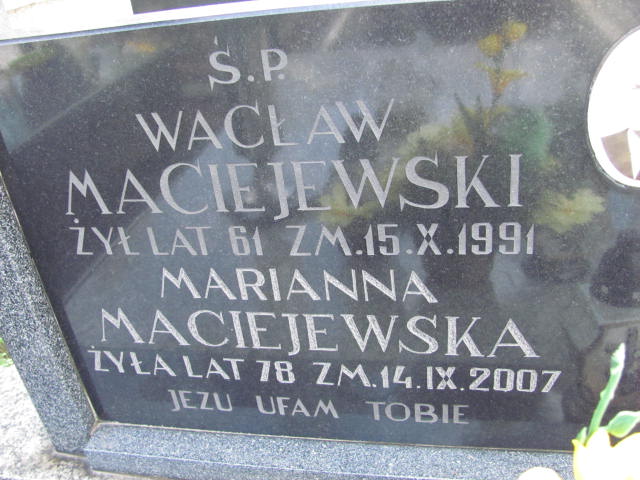 Ś.P.
WACŁAW
MACIEJEWSKI
ŻYŁ LAT 61 ZM.15.X.1991
MARIANNA
MACIEJEWSKA
ŻYŁA LAT 78 ZM.14.IX.2007
JEZU UFAM TOBIE